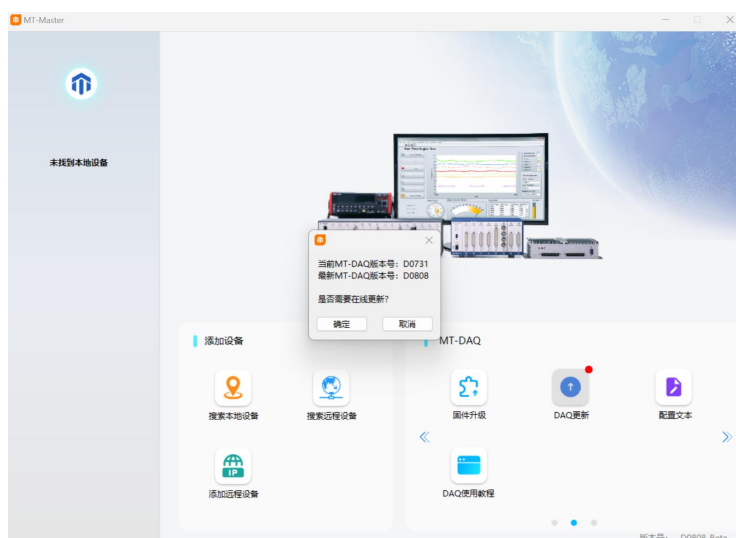 MT-Master
未找到本地设备
当前MT-DAQ版本号：D0731
最新MT-DAQ版本号：D0808
是否需要在线更新?
确定
取消
添加设备
搜索本地设备
搜索远程设备
添加远程设备
MT-DAQ
固件升级
DAQ更新
配置文本
DAQ使用教程
版本号： D0808_Beta